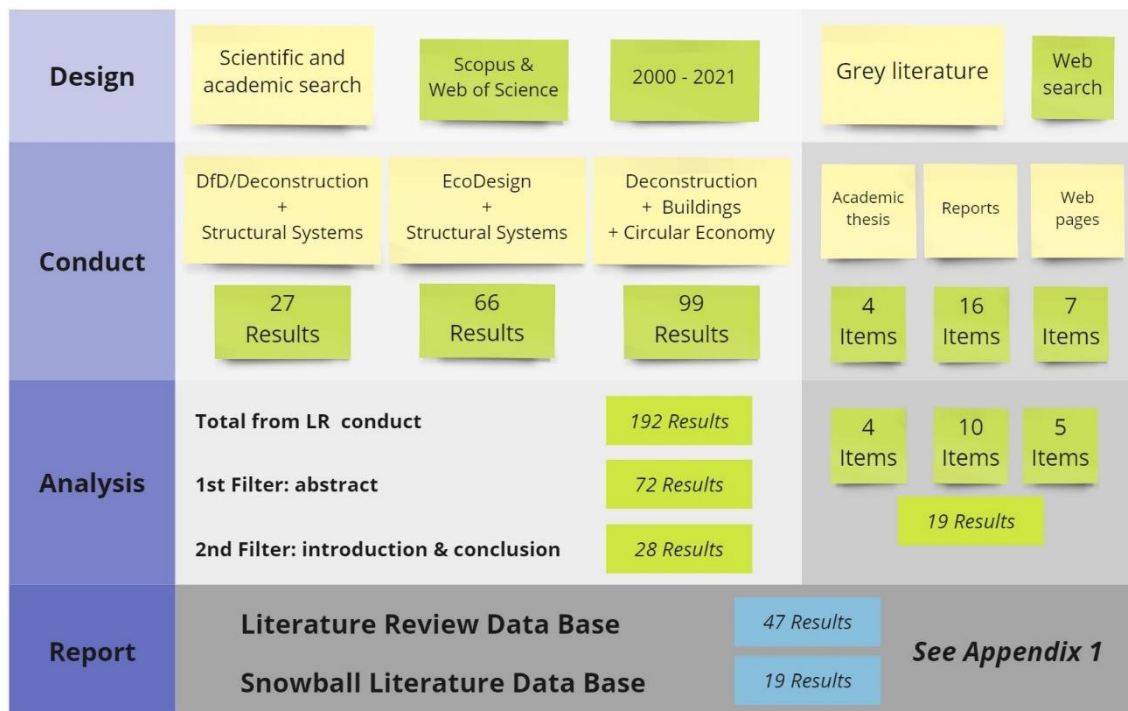 Design
Scientific and
academic search
Scopus &
Web of Science
2000 - 2021
Grey literature
Web
search
Conduct
DfD/Deconstruction
+
Structural Systems
EcoDesign
+
Structural Systems
Deconstruction
+ Buildings
+ Circular Economy
Academic
thesis
Reports
Web
pages
27
Results
66
Results
99
Results
4
Items
16
Items
7
Items
Analysis
Total from LR conduct
192 Results
1st Filter: abstract
72 Results
2nd Filter: introduction & conclusion
28 Results
4
Items
10
Items
5
Items
19 Results
Report
Literature Review Data Base
47 Results
Snowball Literature Data Base
19 Results
See Appendix 1